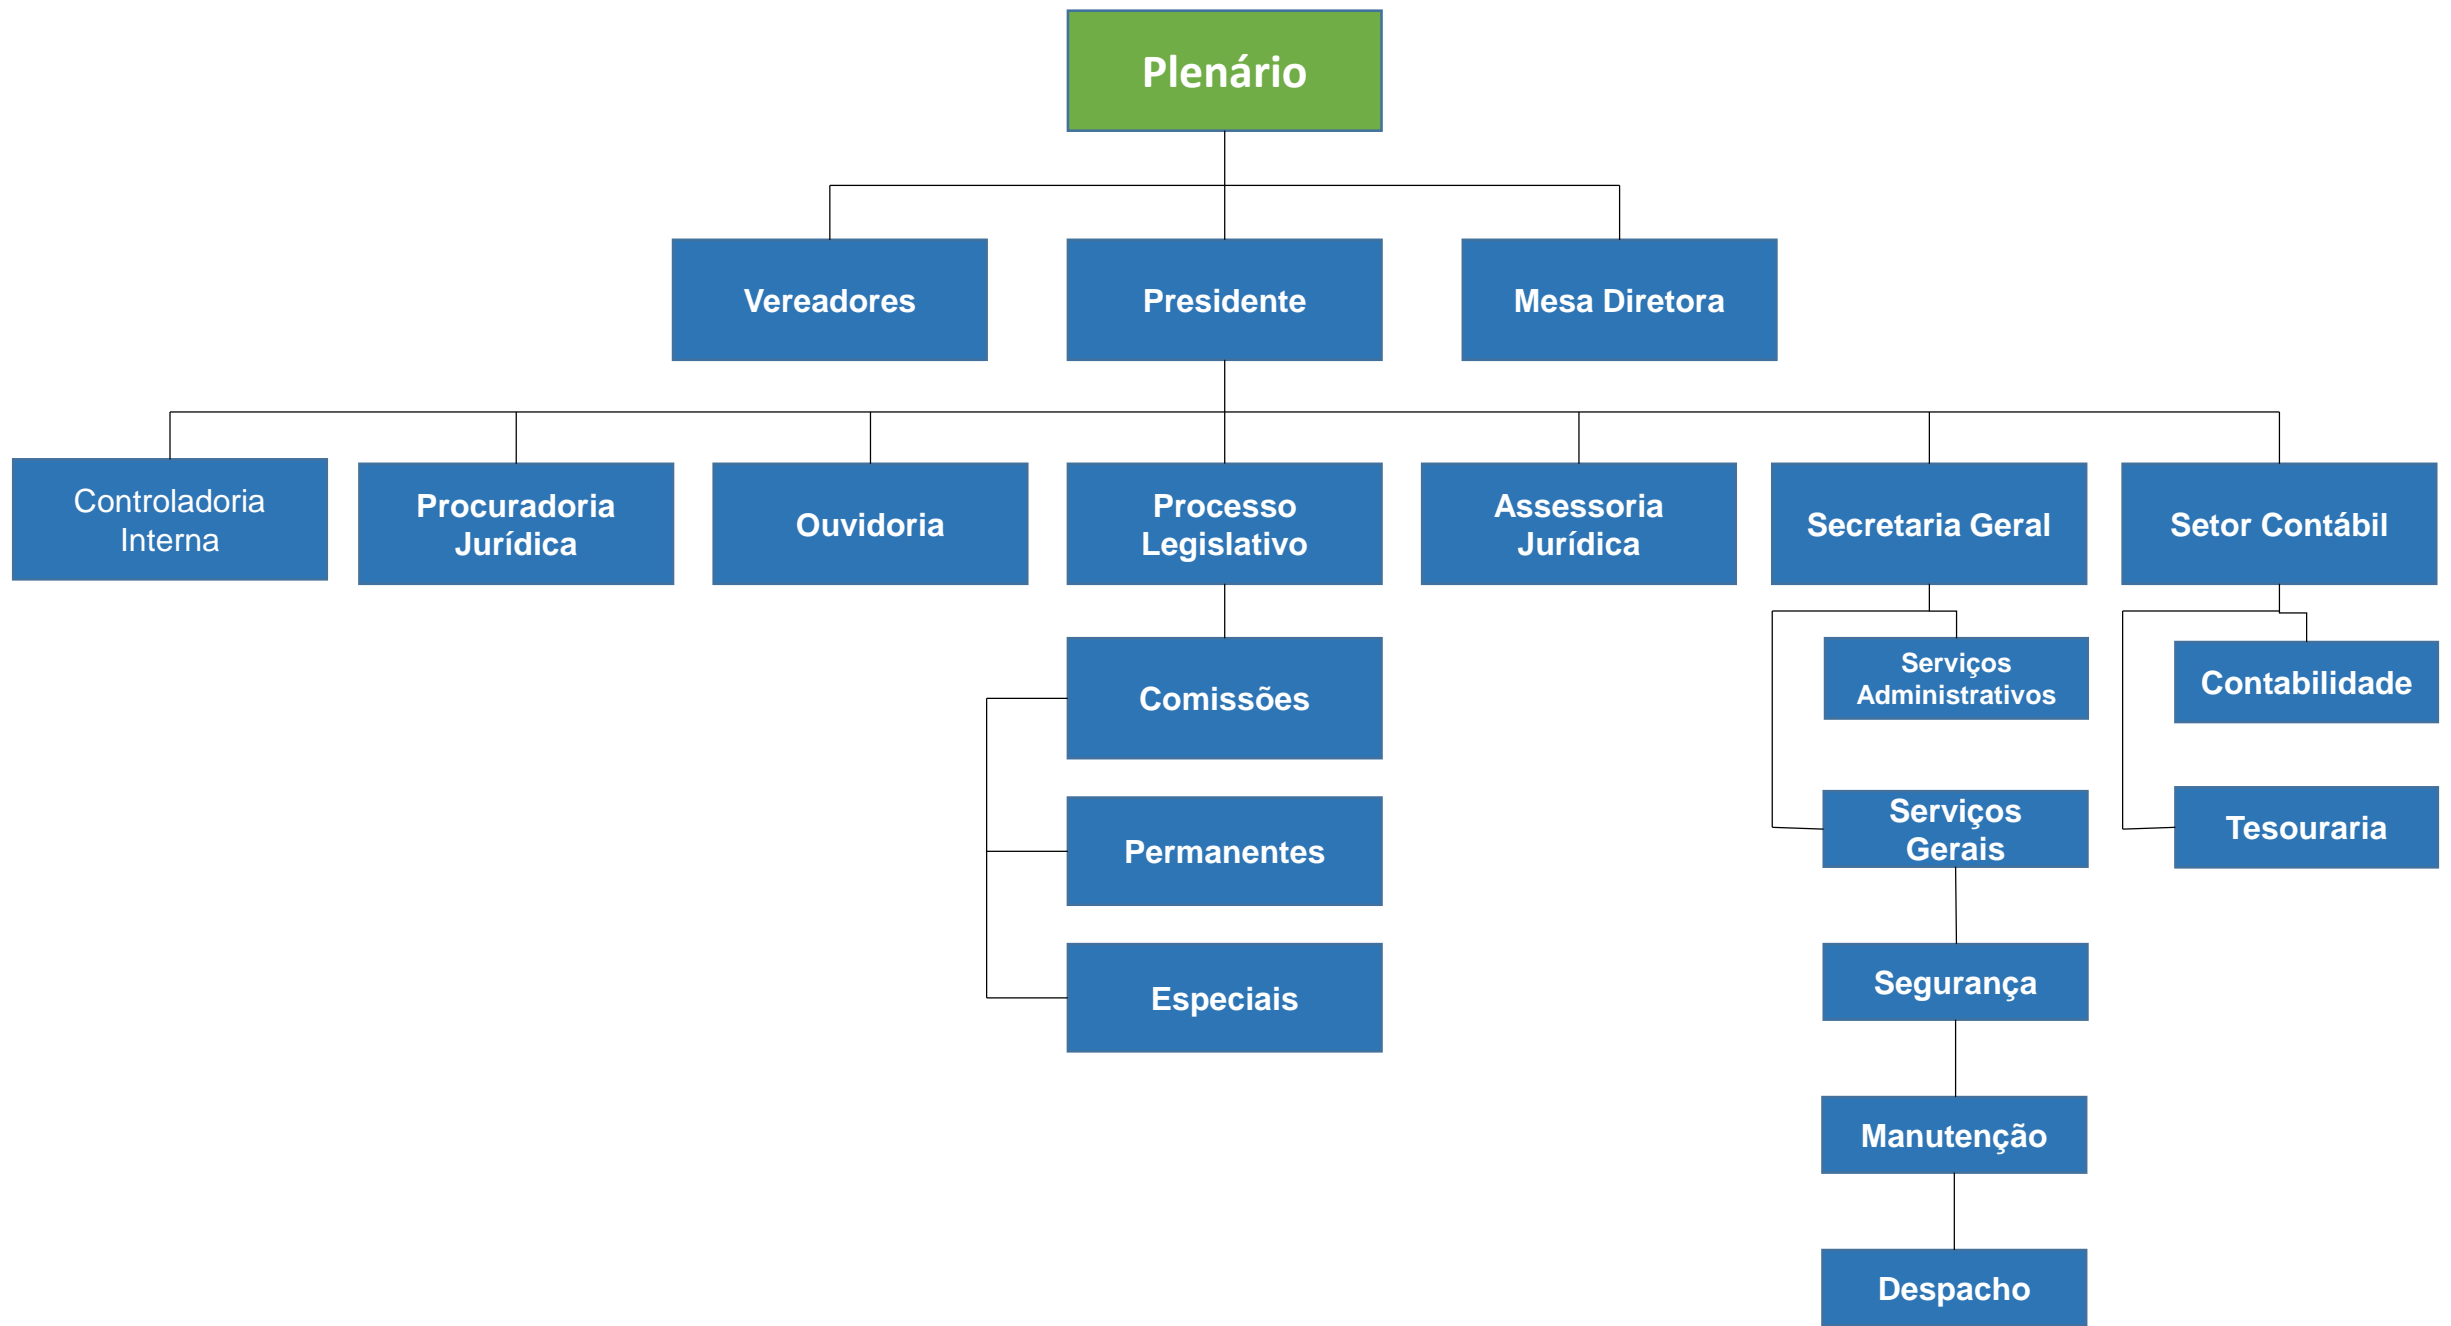 Plenário
Vereadores
Presidente
Mesa Diretora
Controladoria
Interna
Procuradoria
Jurídica
Ouvidoria
Processo
Legislativo
Assessoria
Jurídica
Secretaria Geral
Setor Contábil
Comissões
Serviços
Administrativos
Contabilidade
Permanentes
Serviços
Gerais
Tesouraria
Especiais
Segurança
Manutenção
Despacho